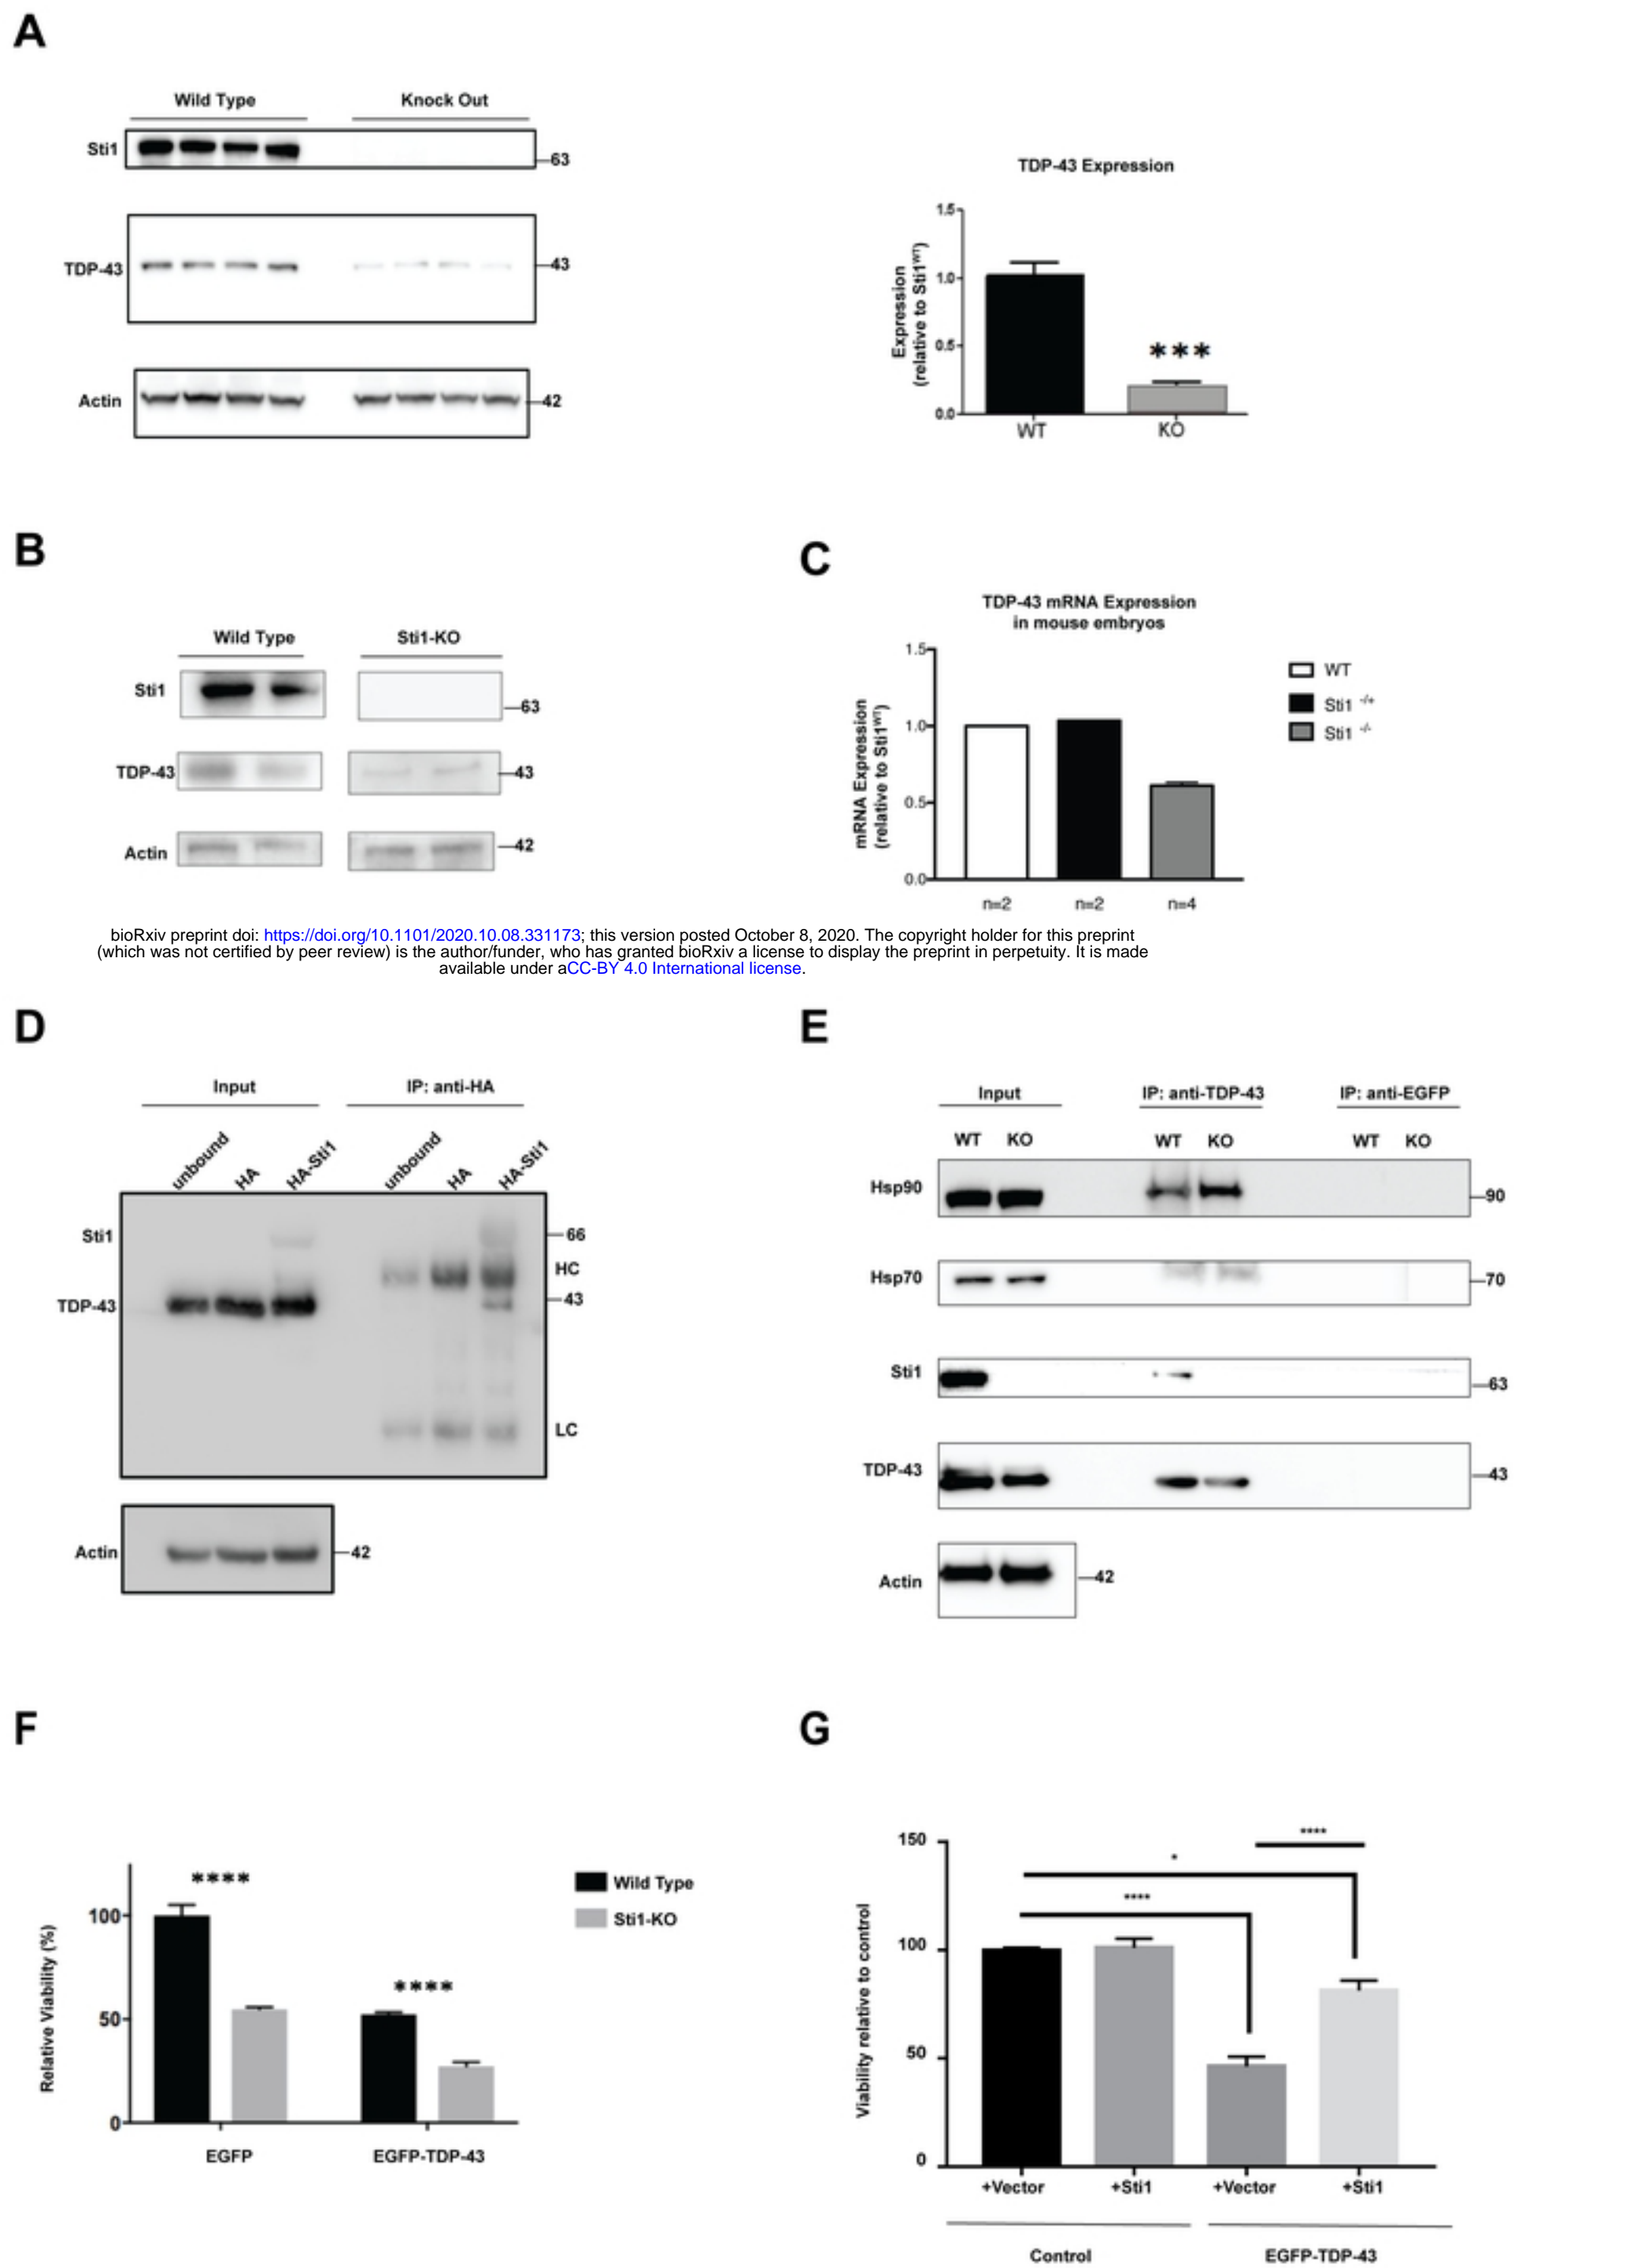 A
Wild Type Knock Out
Sti1
63
TDP-43
43
Actin
42
TDP-43 Expression
Expression
(relative to Sti1WT)
1.5
1.0
0.5
0.0
***
WT KO
B
Wild Type Sti1-KO
Sti1
63
TDP-43
43
Actin
42
C
TDP-43 mRNA Expression
in mouse embryos
mRNA Expression
(relative to Sti1WT)
1.5
1.0
0.5
0.0
n=2 n=2 n=4
WT
Sti1 -/+
Sti1 -/-
bioRxiv preprint doi: https://doi.org/10.1101/2020.10.08.331173; this version posted October 8, 2020. The copyright holder for this preprint
(which was not certified by peer review) is the author/funder, who has granted bioRxiv a license to display the preprint in perpetuity. It is made
available under aCC-BY 4.0 International license.
D
Input IP: anti-HA
unbound HA HA-Sti1 unbound HA HA-Sti1
Sti1
66
HC
TDP-43
43
LC
Actin
42
E
Input IP: anti-TDP-43 IP: anti-EGFP
WT KO WT KO WT KO
Hsp90
90
Hsp70
70
Sti1
63
TDP-43
43
Actin
42
F
Relative Viability (%)
100
50
0
****
****
EGFP EGFP-TDP-43
Wild Type
Sti1-KO
G
Viability relative to control
150
100
50
0
****
*
****
+Vector +Sti1 +Vector +Sti1
Control EGFP-TDP-43